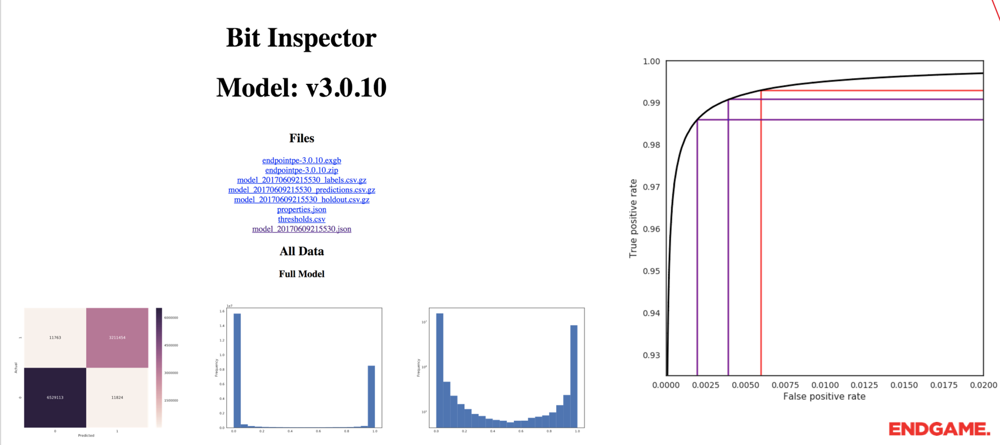 Bit Inspector
Model: v3.0.10
Files
endpointpe-3.0.10.exgb
endpointpe-3.0.10.zip
model_20170609215530_labels.csv.gz
model_20170609215530_predictions.csv.gz
model_20170609215530_holdout.csv.gz
properties.json
thresholds.csv
model_20170609215530.json
All Data
Full Model
11763
3211454
6529113
11824
1
0
Actual
0
1
Predicted
6000000
4500000
3000000
1500000
1e7
1.6
1.4
1.2
1.0
0.8
0.6
0.4
0.2
0.0
Frequency
0.0
0.2
0.4
0.6
0.8
1.0
Frequency
0.0
0.2
0.4
0.6
0.8
1.0
1.00
0.99
0.98
0.97
0.96
0.95
0.94
0.93
True positive rate
0.0000
0.0025
0.0050
0.0075
0.0100
0.0125
0.0150
0.0175
0.0200
False positive rate
ENDGAME.